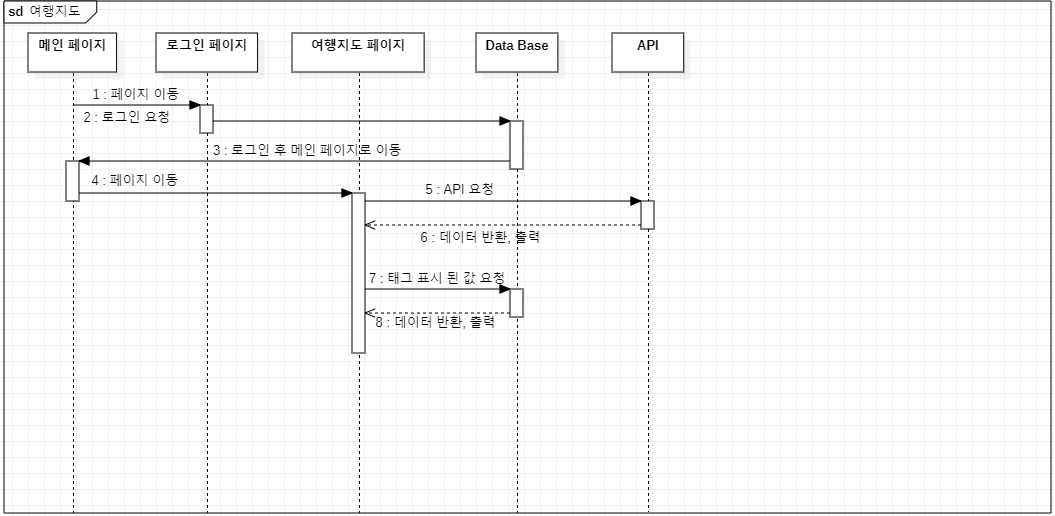 sd 여행지도
메인 페이지 로그인 페이지 여행지도 페이지 Data Base API
1 : 페이지 이동
2 : 로그인 요청
3 : 로그인 후 메인 페이지로 이동
4 : 페이지 이동
5 : API 요청
6 : 데이터 반환, 출력
7 : 태그 표시 된 값 요청
8 : 데이터 반환, 출력